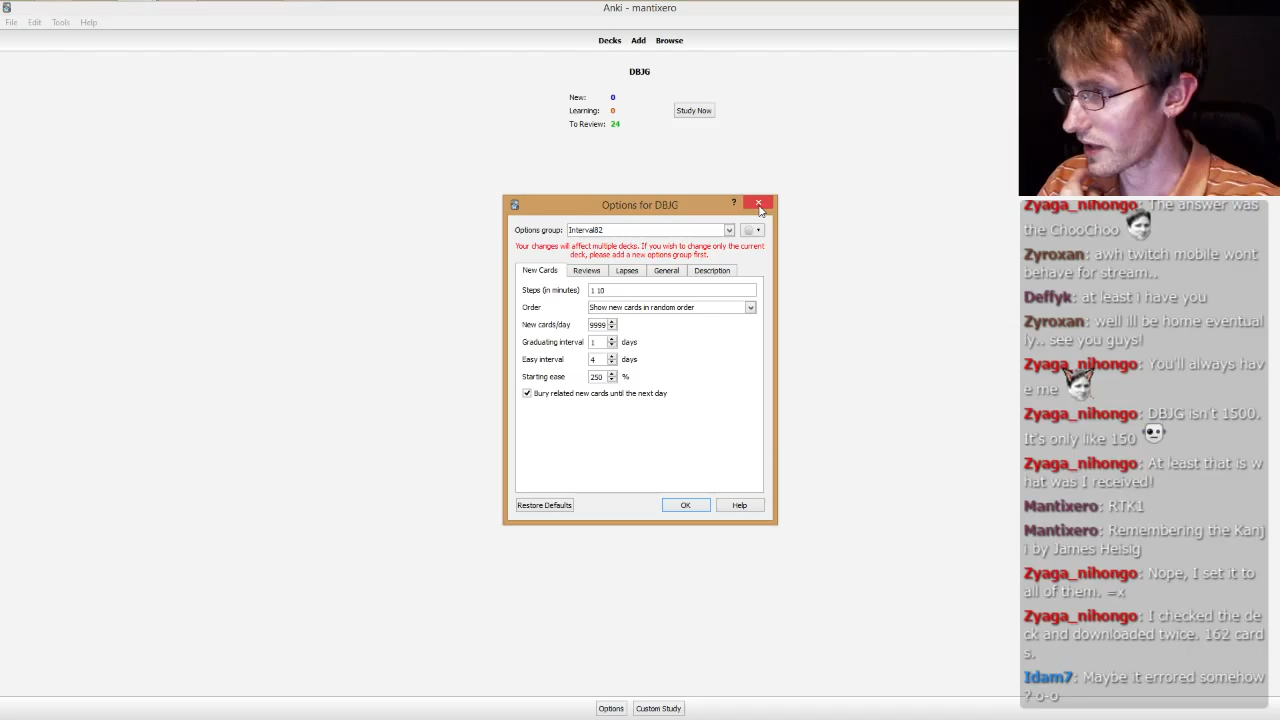 Anki - mantixero
File Edit Tools Help
Decks Add Browse
DBJG
New: 0
Learning: 0
To Review: 24
Study Now
Options for DBJG
?
Options group: Interval82
Your changes will affect multiple decks. If you wish to change only the current
deck, please add a new options group first.
New Cards Reviews Lapses General Description
Steps (in minutes) 1 10
Order Show new cards in random order
New cards/day 9999
Graduating interval 1 days
Easy interval 4 days
Starting ease 250 %
Bury related new cards until the next day
Restore Defaults OK Help
Options Custom Study
Zyaga_nihongo: The answer was
the ChooChoo
Zyroxan: awh twitch mobile wont
behave for stream..
Deffyk: at least i have you
Zyroxan: well ill be home eventual
ly.. see you guys!
Zyaga_nihongo: You'll always hav
e me
Zyaga_nihongo: DBJG isn't 1500.
It's only like 150
Zyaga_nihongo: At least that is w
hat was I received!
Mantixero: RTK1
Mantixero: Remembering the Kanj
i by James Heisig
Zyaga_nihongo: Nope, I set it to
all of them. =x
Zyaga_nihongo: I checked the de
ck and downloaded twice. 162 card
s.
Idam7: Maybe it errored somehow
? o-o